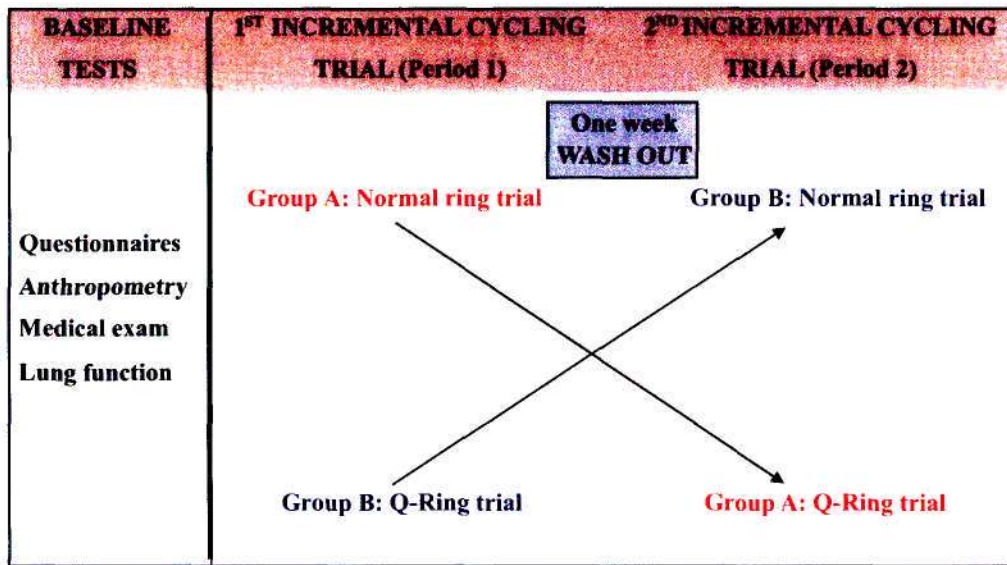 BASELINE
TESTS
1ST INCREMENTAL CYCLING
TRIAL (Period 1)
2ND INCREMENTAL CYCLING
TRIAL (Period 2)
One week
WASH OUT
Group A: Normal ring trial
Group B: Normal ring trial
Questionnaires
Anthropometry
Medical exam
Lung function
Group B: Q-Ring trial
Group A: Q-Ring trial